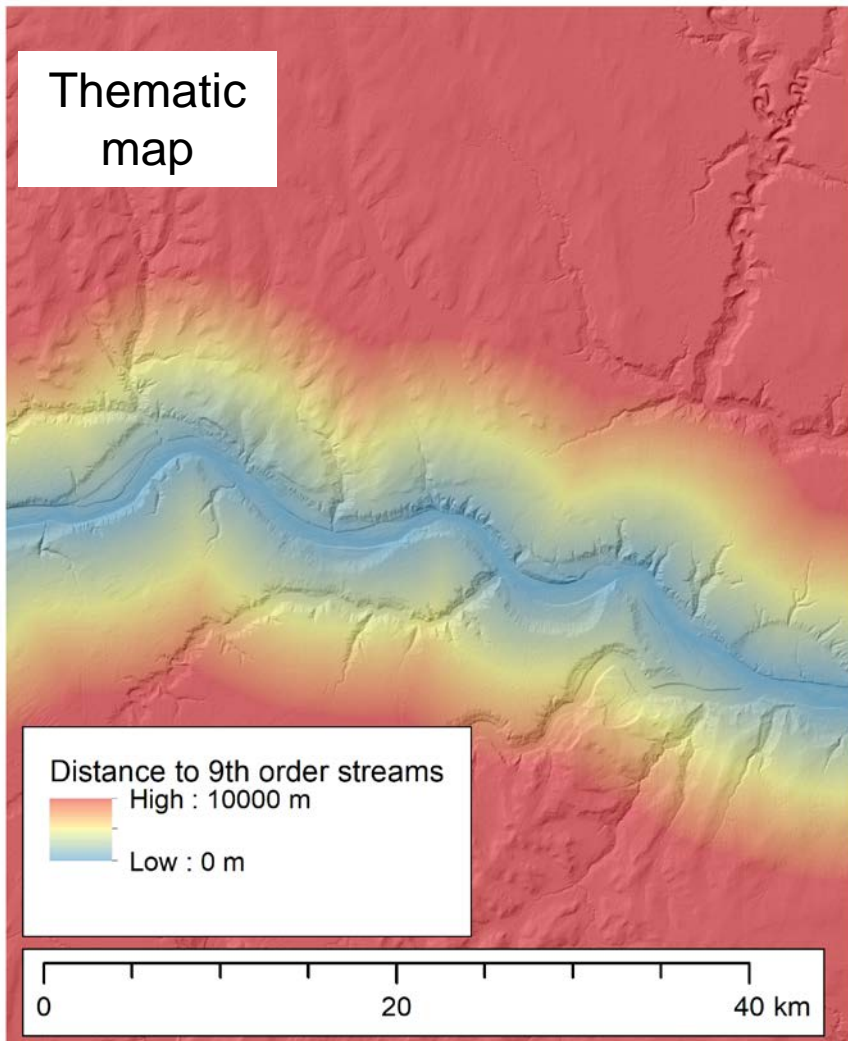 Thematic
map
Distance to 9th order streams
High : 10000 m
Low : 0 m
0 20 40 km